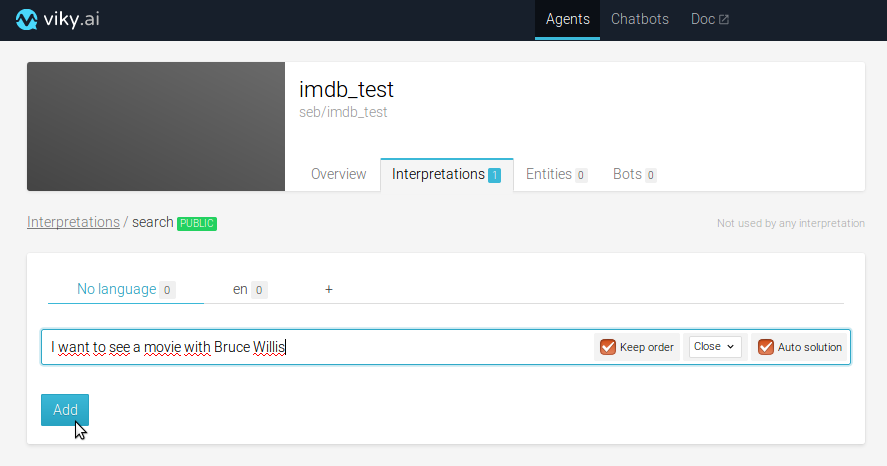 viky.ai Agents Chatbots Doc
imdb_test
seb/imdb_test
Overview Interpretations 1 Entities 0 Bots 0
Interpretations / search PUBLIC Not used by any interpretation
No language 0 en 0 +
I want to see a movie with Bruce Willis Keep order Close Auto solution
Add